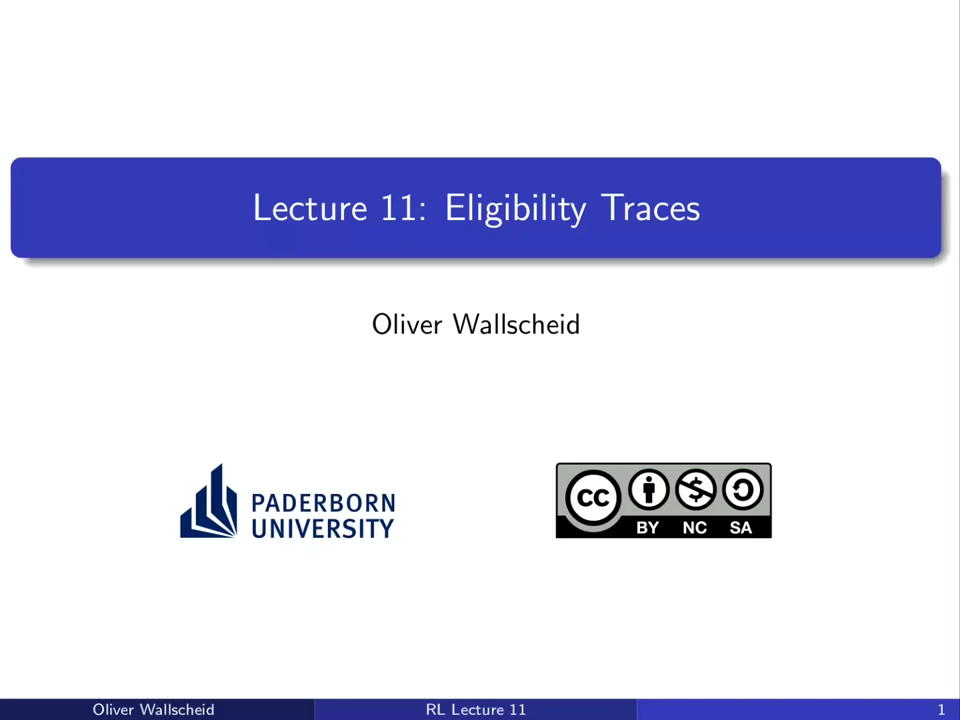 Lecture 11: Eligibility Traces
Oliver Wallscheid
PADERBORN
UNIVERSITY
CC
BY NC SA
Oliver Wallscheid RL Lecture 11 1